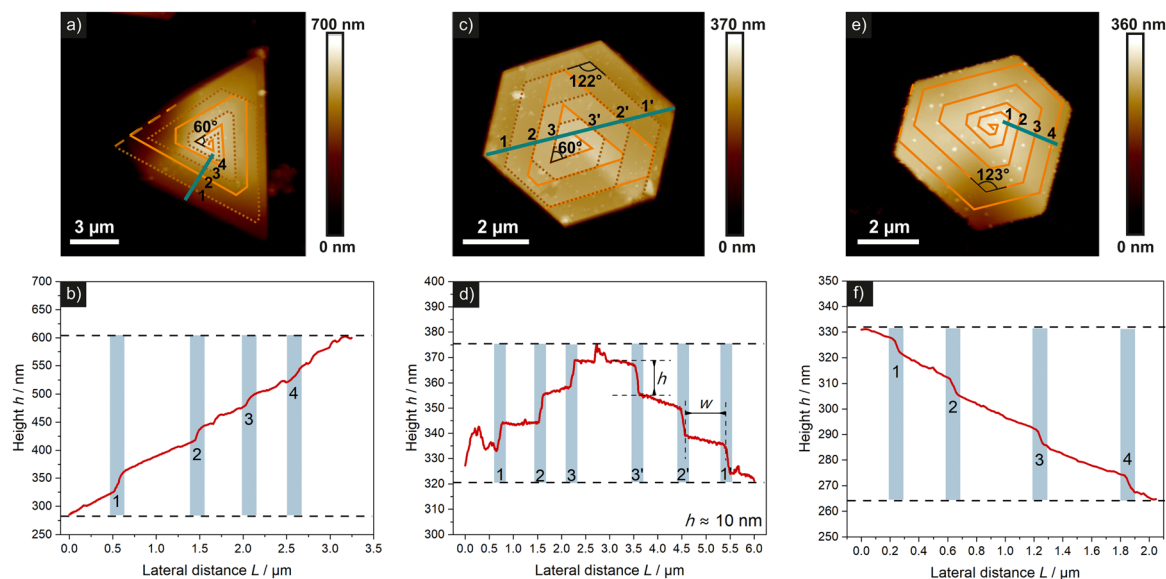 a)
700 nm
60°
4
3
2
1
3 µm
0 nm
c)
370 nm
122°
1'
2'
3'
3
2
1
60°
2 µm
0 nm
e)
360 nm
1
2
3
4
123°
2 µm
0 nm
b)
700
650
600
550
500
450
400
350
300
250
Height h / nm
1
2
3
4
0.0 0.5 1.0 1.5 2.0 2.5 3.0 3.5
Lateral distance L / µm
d)
400
390
380
370
360
350
340
330
320
310
300
290
Height h / nm
h
w
1 2 3 3' 2' 1'
h ≈ 10 nm
0.0 0.5 1.0 1.5 2.0 2.5 3.0 3.5 4.0 4.5 5.0 5.5 6.0
Lateral distance L / µm
f)
350
340
330
320
310
300
290
280
270
260
250
Height h / nm
1
2
3
4
0.0 0.2 0.4 0.6 0.8 1.0 1.2 1.4 1.6 1.8 2.0
Lateral distance L / µm